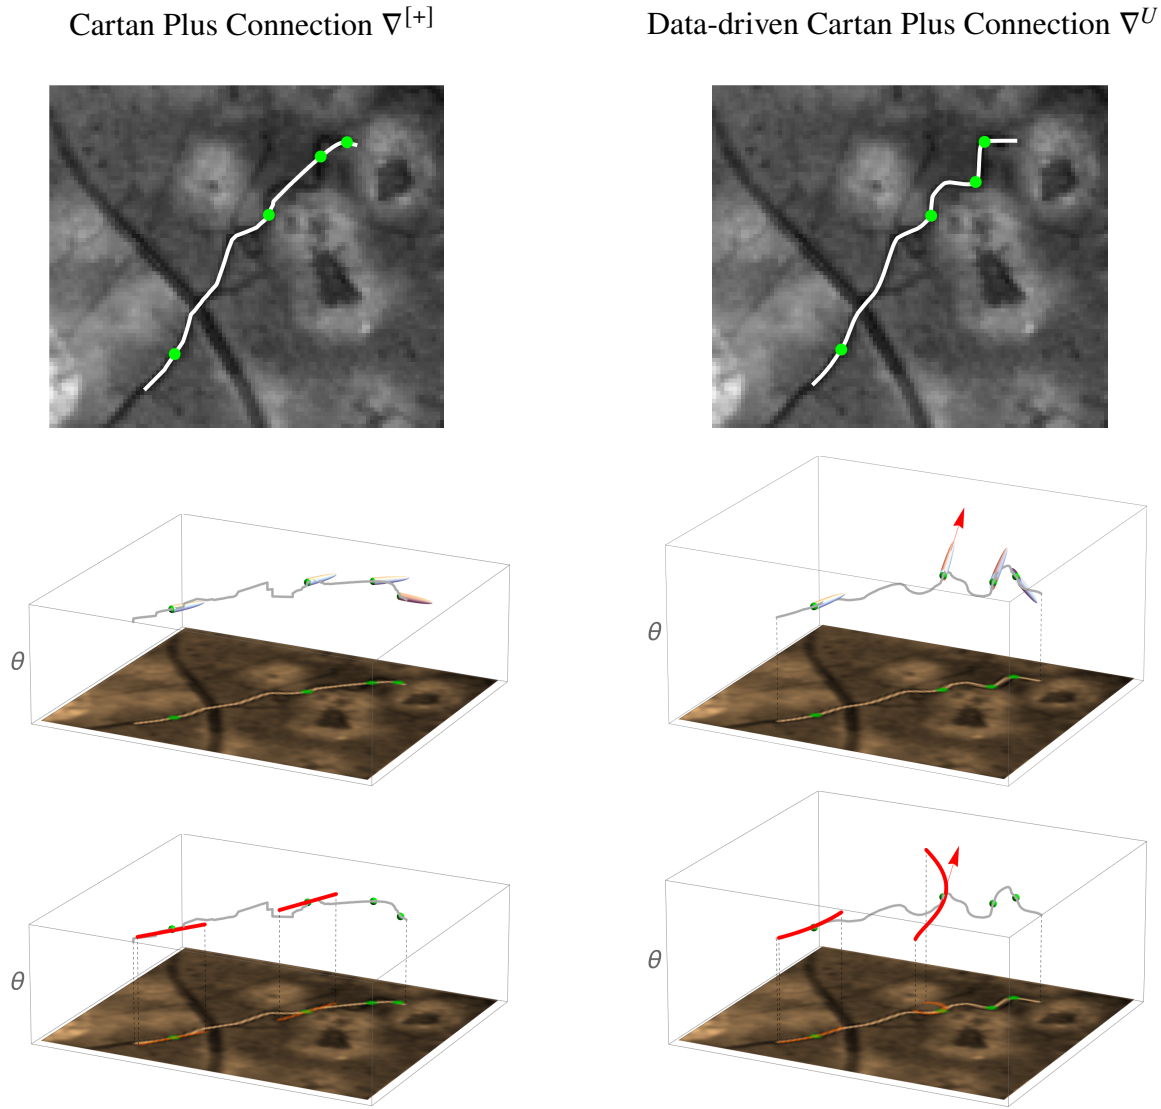 Cartan Plus Connection ∇^[+]
Data-driven Cartan Plus Connection ∇^U
θ
θ
θ
θ